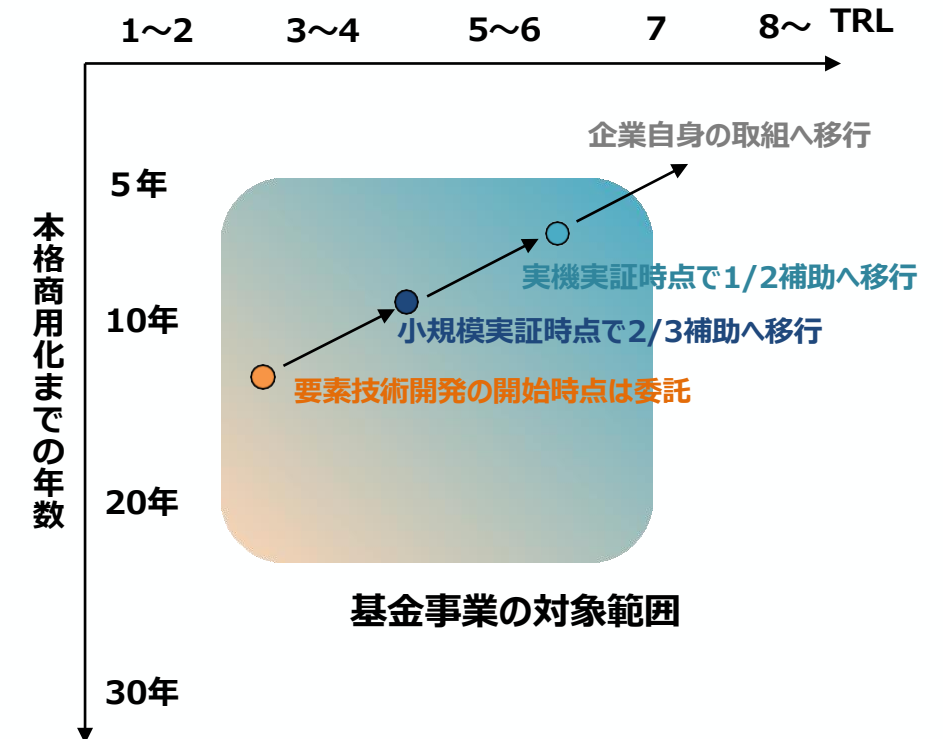 1～2 3～4 5～6 7 8～ TRL
企業自身の取組へ移行
5年
本格商用化までの年数
実機実証時点で1/2補助へ移行
10年
小規模実証時点で2/3補助へ移行
要素技術開発の開始時点は委託
20年
基金事業の対象範囲
30年